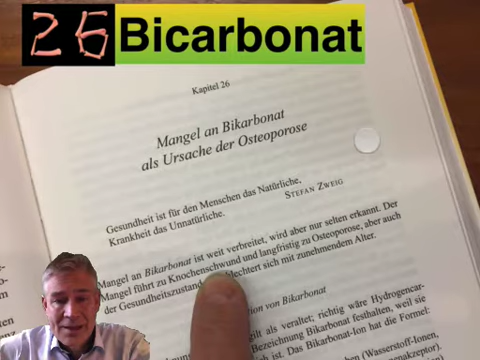 26 Bicarbonat
Kapitel 26
Mangel an Bikarbonat
als Ursache der Osteoporose
Gesundheit ist für den Menschen das Natürliche,
Krankheit das Unnatürliche.
STEFAN ZWEIG
Mangel an Bikarbonat ist weit verbreitet, wird aber nur selten erkannt. Der
Mangel führt zu Knochenschwund und langfristig zu Osteoporose, aber auch
der Gesundheitszustand sich mit zunehmendem Alter.
von Bikarbonat
gilt als veraltet; richtig wäre Hydrogencar-
Bezeichnung Bikarbonat festhalten, weil sie
ist. Das Bikarbonat-Ion hat die Formel:
(Wasserstoff-Ionen,